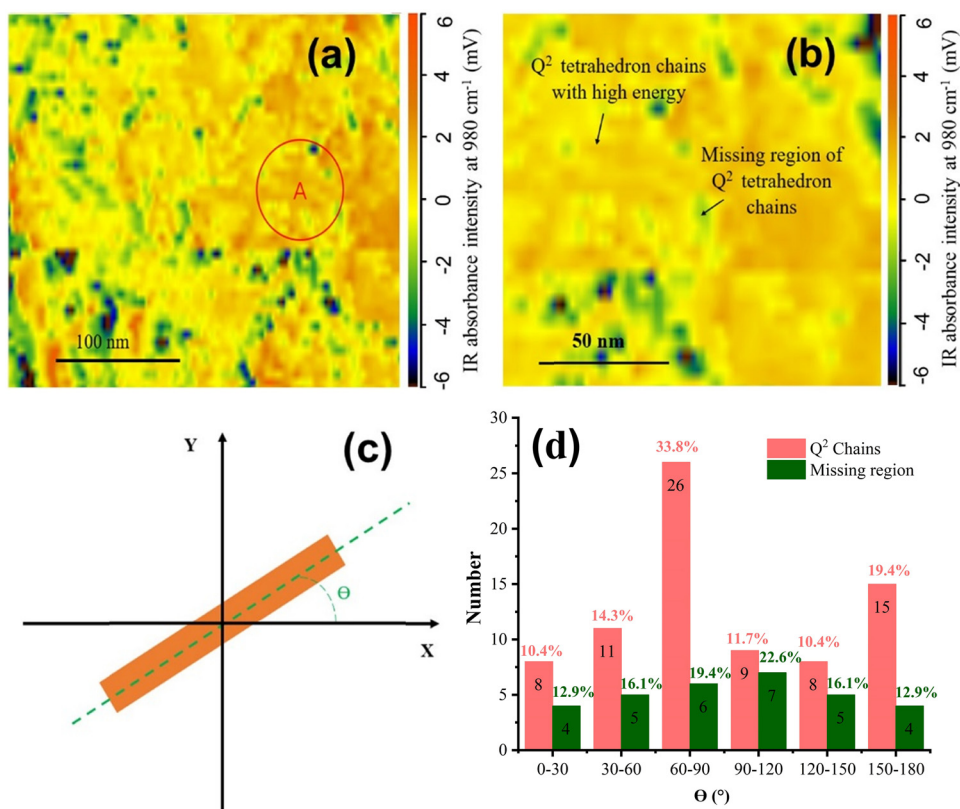 (a)
A
100 nm
6
4
2
0
-2
-4
-6
IR absorbance intensity at 980 cm⁻¹ (mV)
(b)
Q² tetrahedron chains
with high energy
Missing region of
Q² tetrahedron
chains
50 nm
6
4
2
0
-2
-4
-6
IR absorbance intensity at 980 cm⁻¹ (mV)
(c)
Y
X
Θ
(d)
Q² Chains
Missing region
Number
30
25
20
15
10
5
0
10.4%
8
12.9%
4
14.3%
11
16.1%
5
33.8%
26
19.4%
6
11.7%
9
22.6%
7
10.4%
8
16.1%
5
19.4%
15
12.9%
4
0-30 30-60 60-90 90-120 120-150 150-180
Θ (°)